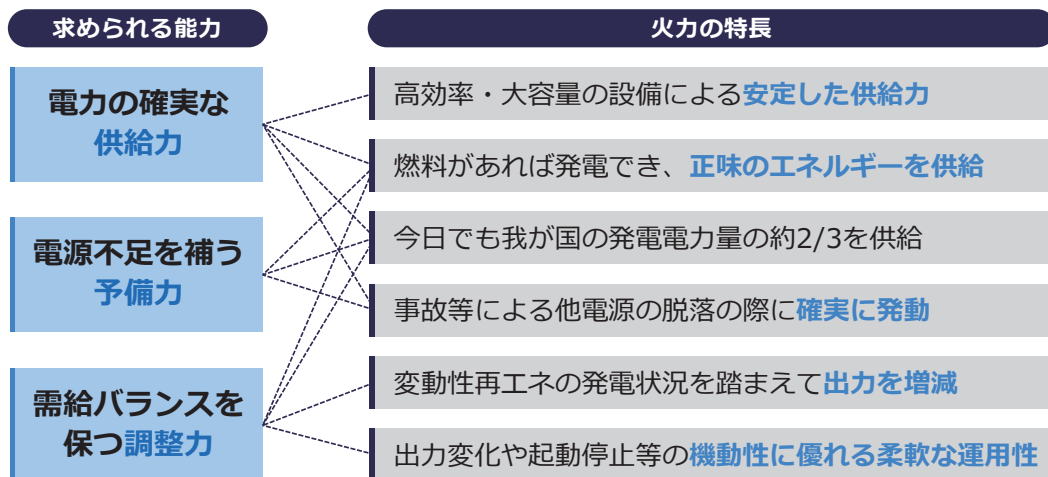 求められる能力
火力の特長
電力の確実な
供給力
電源不足を補う
予備力
需給バランスを
保つ調整力
高効率・大容量の設備による安定した供給力
燃料があれば発電でき、正味のエネルギーを供給
今日でも我が国の発電電力量の約2/3を供給
事故等による他電源の脱落の際に確実に発動
変動性再エネの発電状況を踏まえて出力を増減
出力変化や起動停止等の機動性に優れる柔軟な運用性